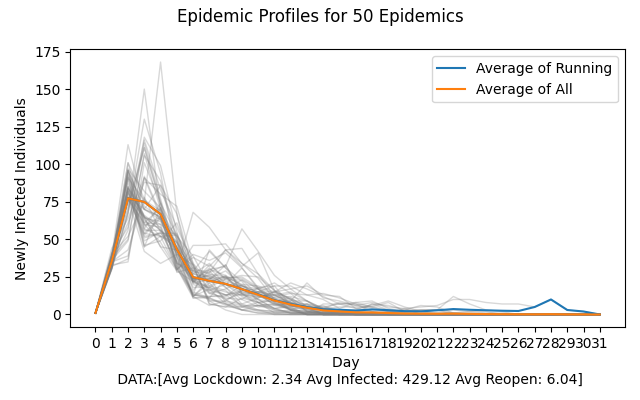 Epidemic Profiles for 50 Epidemics
175
150
125
100
75
50
25
0
Newly Infected Individuals
Average of Running
Average of All
0 1 2 3 4 5 6 7 8 9 10 11 12 13 14 15 16 17 18 19 20 21 22 23 24 25 26 27 28 29 30 31
Day
DATA:[Avg Lockdown: 2.34 Avg Infected: 429.12 Avg Reopen: 6.04]